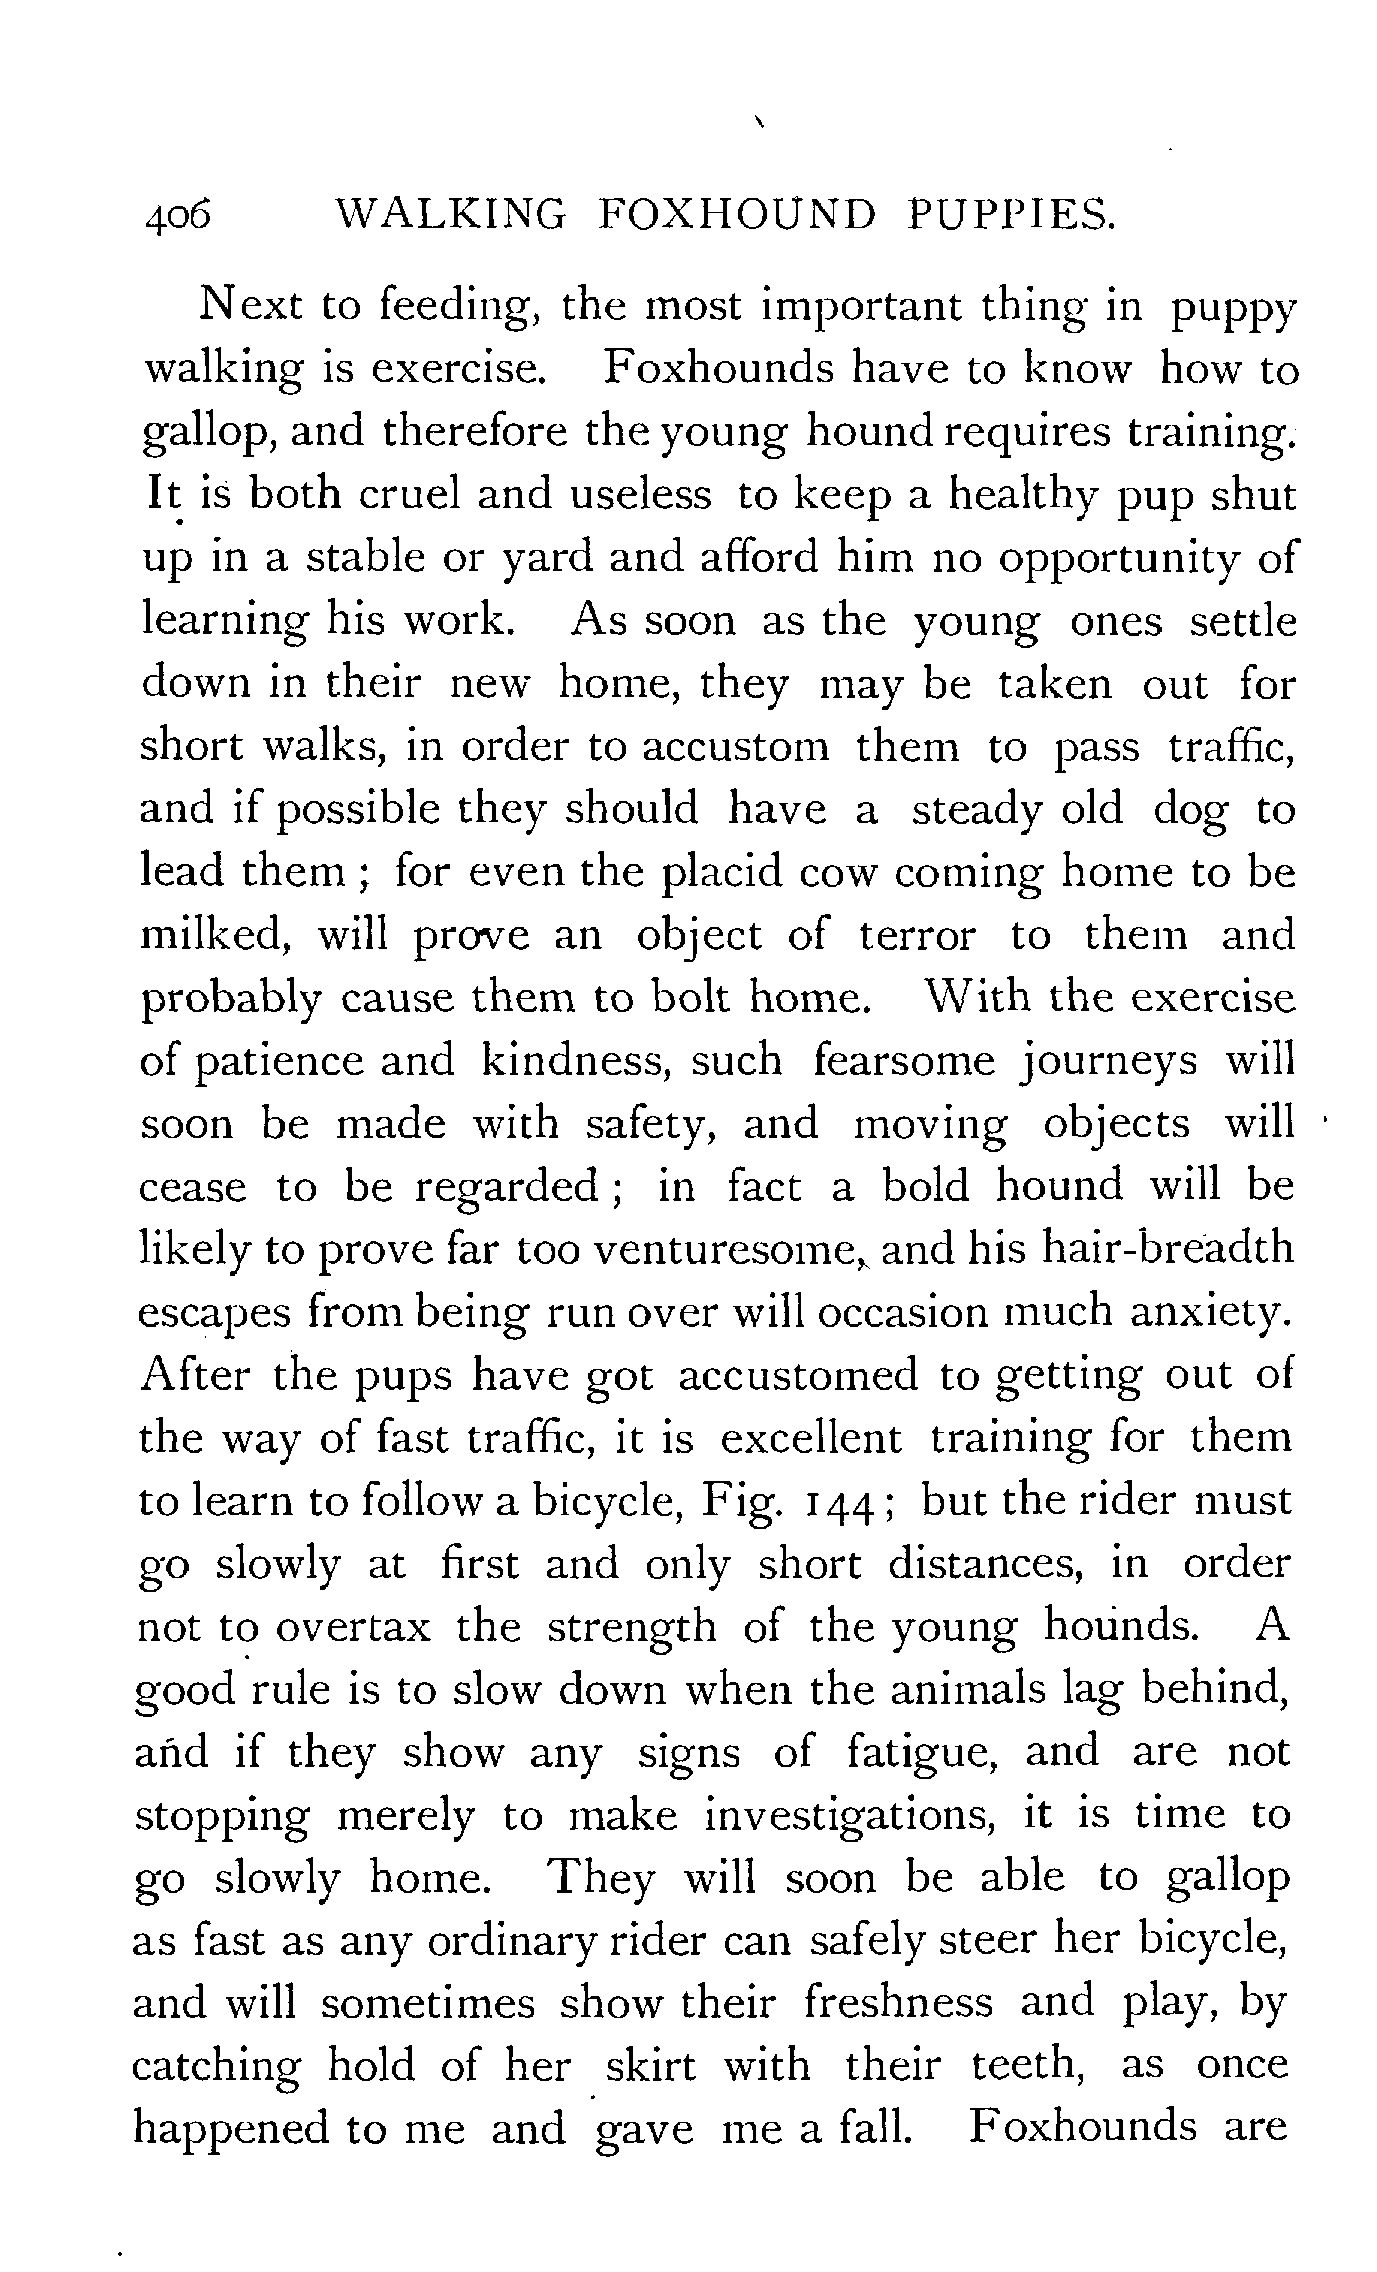 406 WALKING FOXHOUND PUPPIES.
Next to feeding, the most important thing in puppy
walking is exercise. Foxhounds have to know how to
gallop, and therefore the young hound requires training.
It is both cruel and useless to keep a healthy pup shut
up in a stable or yard and afford him no opportunity of
learning his work. As soon as the young ones settle
down in their new home, they may be taken out for
short walks, in order to accustom them to pass traffic,
and if possible they should have a steady old dog to
lead them ; for even the placid cow coming home to be
milked, will prove an object of terror to them and
probably cause them to bolt home. With the exercise
of patience and kindness, such fearsome journeys will
soon be made with safety, and moving objects will
cease to be regarded ; in fact a bold hound will be
likely to prove far too venturesome, and his hair-breadth
escapes from being run over will occasion much anxiety.
After the pups have got accustomed to getting out of
the way of fast traffic, it is excellent training for them
to learn to follow a bicycle, Fig. 144 ; but the rider must
go slowly at first and only short distances, in order
not to overtax the strength of the young hounds. A
good rule is to slow down when the animals lag behind,
and if they show any signs of fatigue, and are not
stopping merely to make investigations, it is time to
go slowly home. They will soon be able to gallop
as fast as any ordinary rider can safely steer her bicycle,
and will sometimes show their freshness and play, by
catching hold of her skirt with their teeth, as once
happened to me and gave me a fall. Foxhounds are